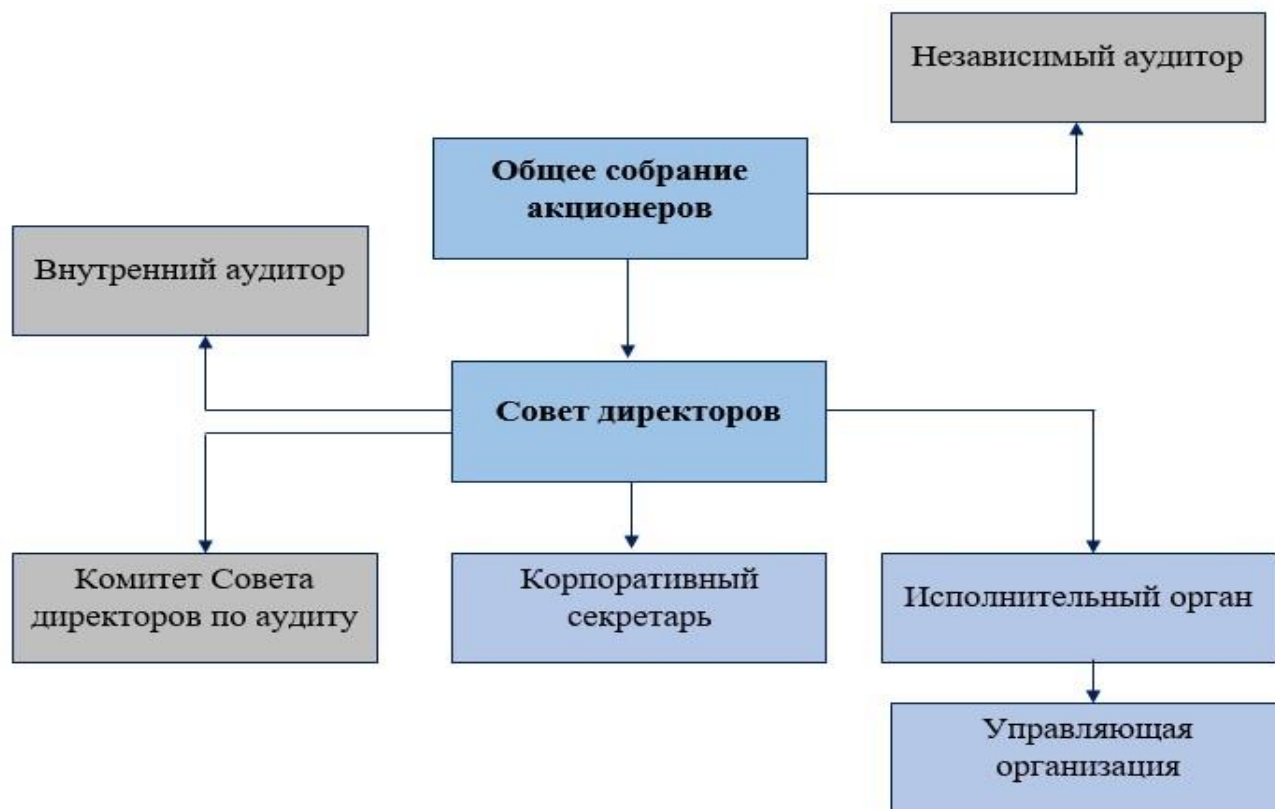 Независимый аудитор
Общее собрание
акционеров
Внутренний аудитор
Совет директоров
Комитет Совета
директоров по аудиту
Корпоративный
секретарь
Исполнительный орган
Управляющая
организация